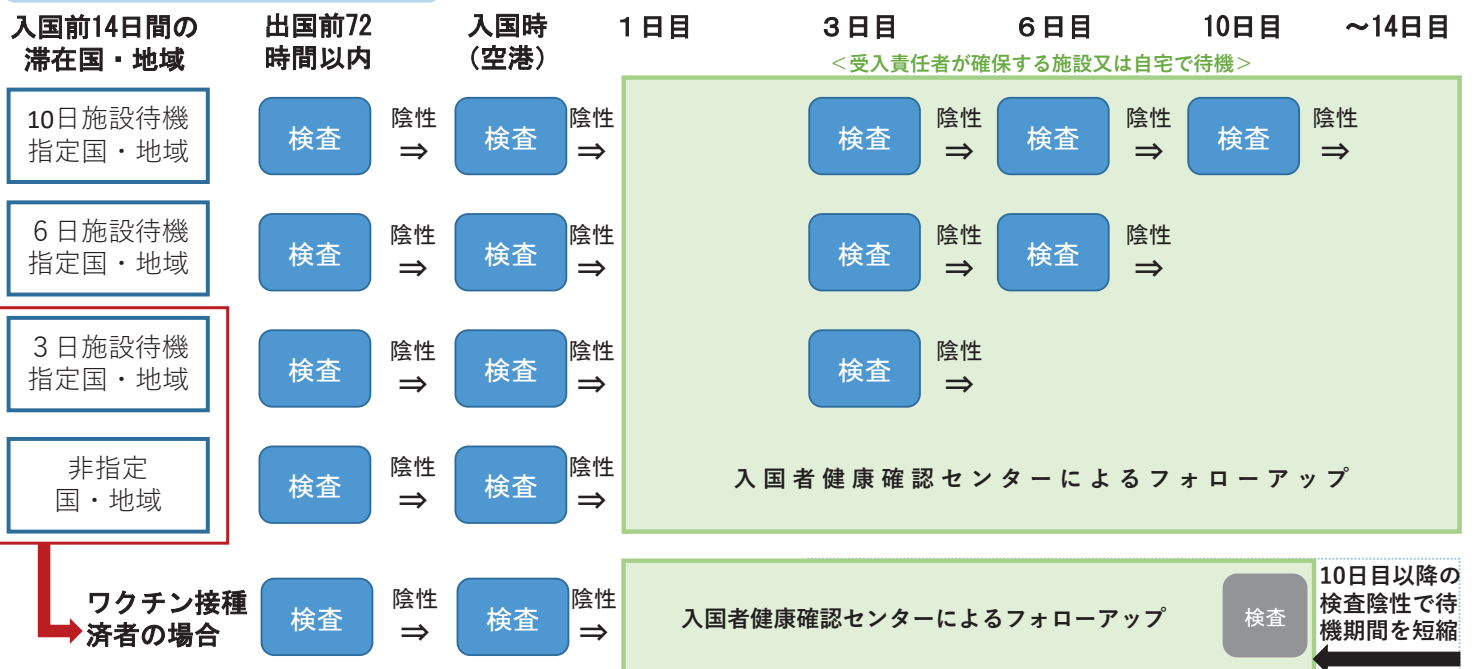 入国前14日間の
滞在国・地域
出国前72
時間以内
入国時
（空港）
１日目
３日目
６日目
10日目
～14日目
＜受入責任者が確保する施設又は自宅で待機＞
10日施設待機
指定国・地域
検査
陰性
⇒
検査
陰性
⇒
検査
陰性
⇒
検査
陰性
⇒
検査
陰性
⇒
６日施設待機
指定国・地域
検査
陰性
⇒
検査
陰性
⇒
検査
陰性
⇒
検査
陰性
⇒
３日施設待機
指定国・地域
検査
陰性
⇒
検査
陰性
⇒
検査
陰性
⇒
非指定
国・地域
検査
陰性
⇒
検査
陰性
⇒
入国者健康確認センターによるフォローアップ
ワクチン接種
済者の場合
検査
陰性
⇒
検査
陰性
⇒
入国者健康確認センターによるフォローアップ
検査
10日目以降の
検査陰性で待
機期間を短縮